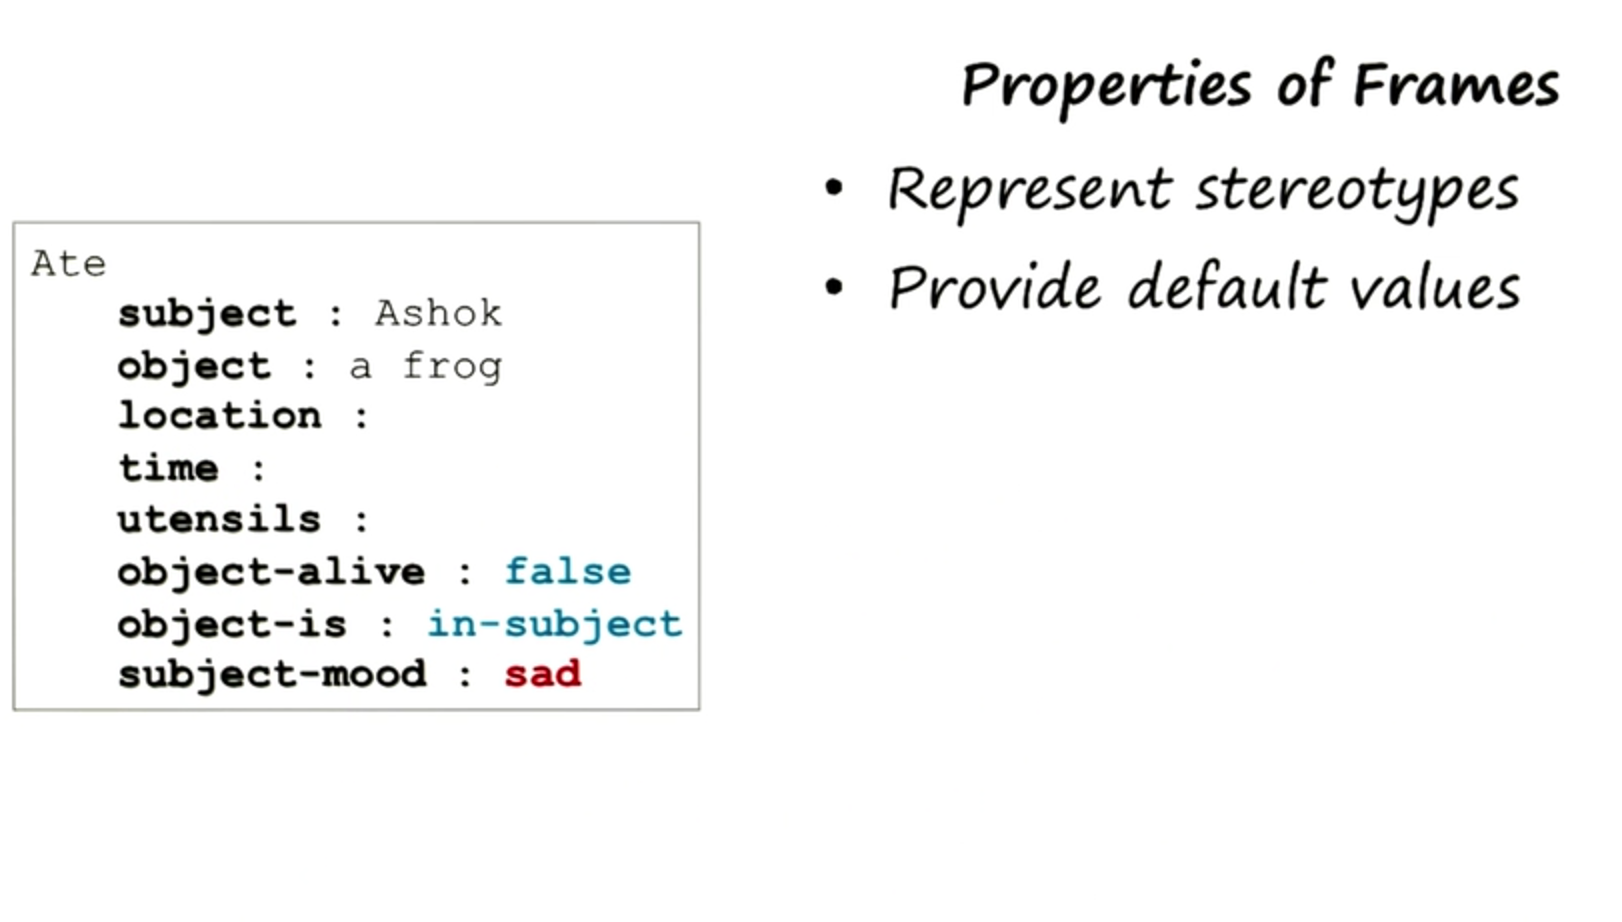 Properties of Frames
• Represent stereotypes
• Provide default values
Ate
subject : Ashok
object : a frog
location :
time :
utensils :
object-alive : false
object-is : in-subject
subject-mood : sad